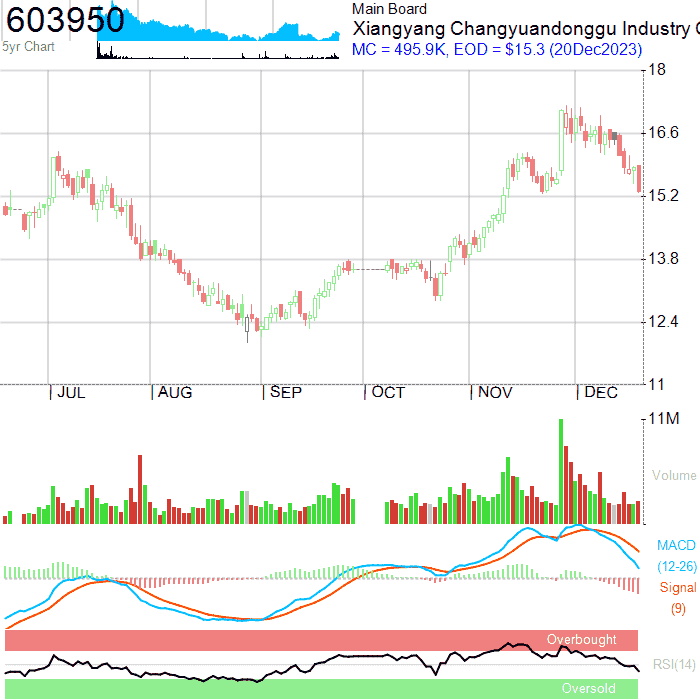 603950
5yr Chart
Main Board
Xiangyang Changyuandonggu Industry
MC = 495.9K, EOD = $15.3 (20Dec2023)
18
16.6
15.2
13.8
12.4
11
JUL AUG SEP OCT NOV DEC
11M
Volume
MACD
(12-26)
Signal
(9)
Overbought
RSI(14)
Oversold